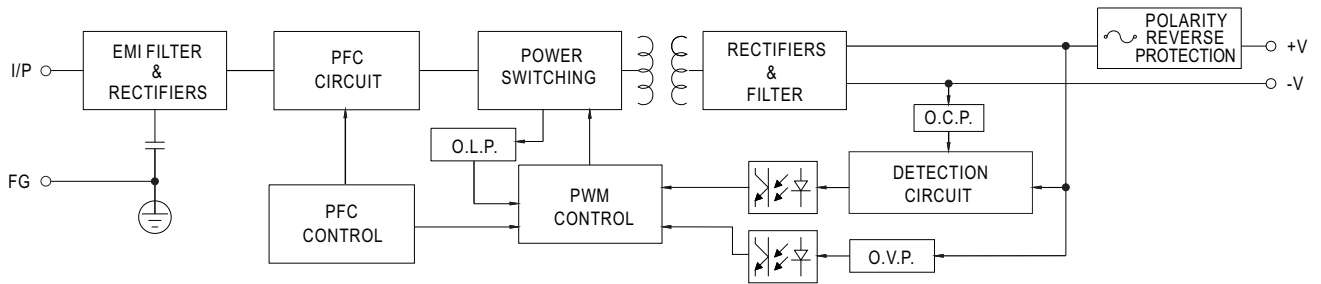 I/P
EMI FILTER
&
RECTIFIERS
PFC
CIRCUIT
POWER
SWITCHING
RECTIFIERS
&
FILTER
POLARITY
REVERSE
PROTECTION
+V
-V
O.C.P.
O.L.P.
DETECTION
CIRCUIT
FG
PFC
CONTROL
PWM
CONTROL
O.V.P.